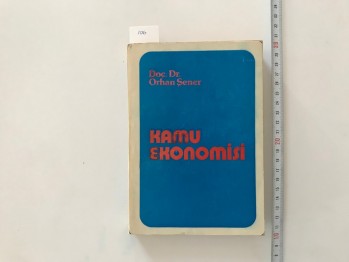 Doç. Dr.
Orhan Şener
KAMU
EKONOMİSİ